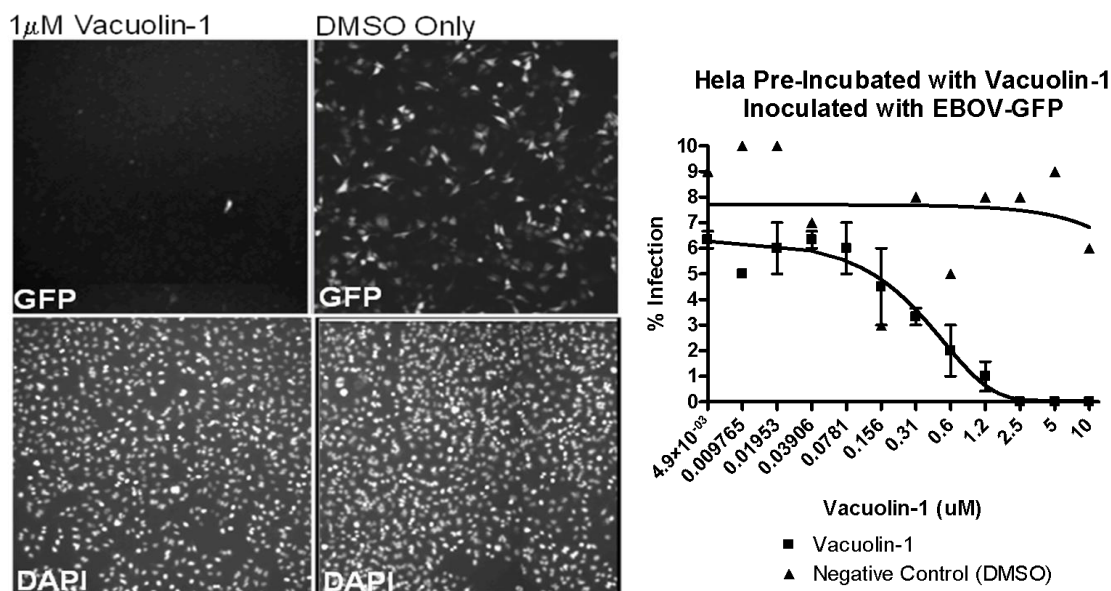 1μM Vacuolin-1
DMSO Only
GFP
GFP
DAPI
DAPI
Hela Pre-Incubated with Vacuolin-1
Inoculated with EBOV-GFP
% Infection
10
9
8
7
6
5
4
3
2
1
0
4.9×10⁻⁰³
0.009765
0.01953
0.03906
0.0781
0.156
0.31
0.6
1.2
2.5
5
10
Vacuolin-1 (uM)
Vacuolin-1
Negative Control (DMSO)